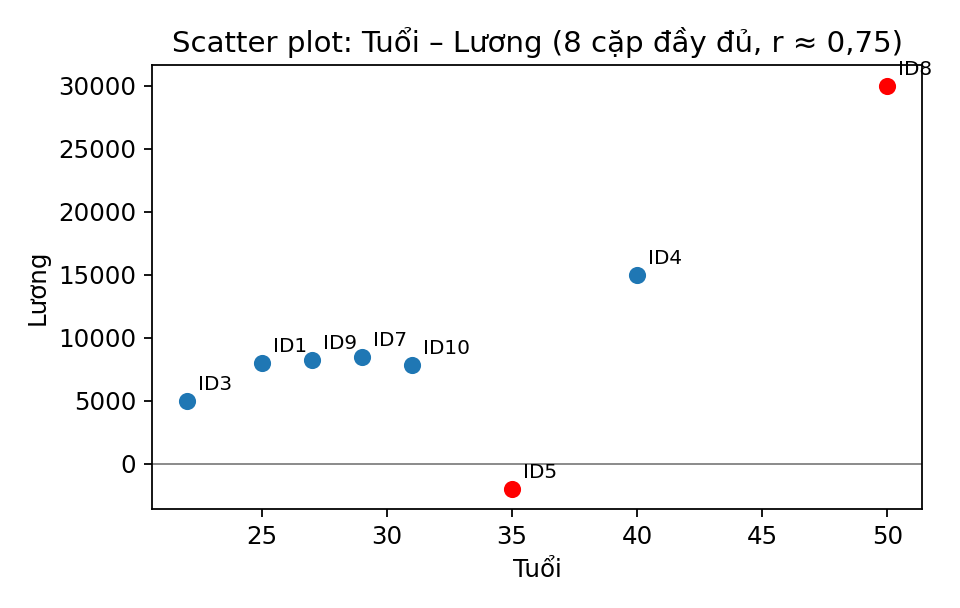 Scatter plot: Tuổi – Lương (8 cặp đầy đủ, r ≈ 0,75)
ID8
30000
25000
20000
ID4
15000
Lương
ID1 ID9 ID7 ID10
10000
ID3
5000
ID5
0
25 30 35 40 45 50
Tuổi